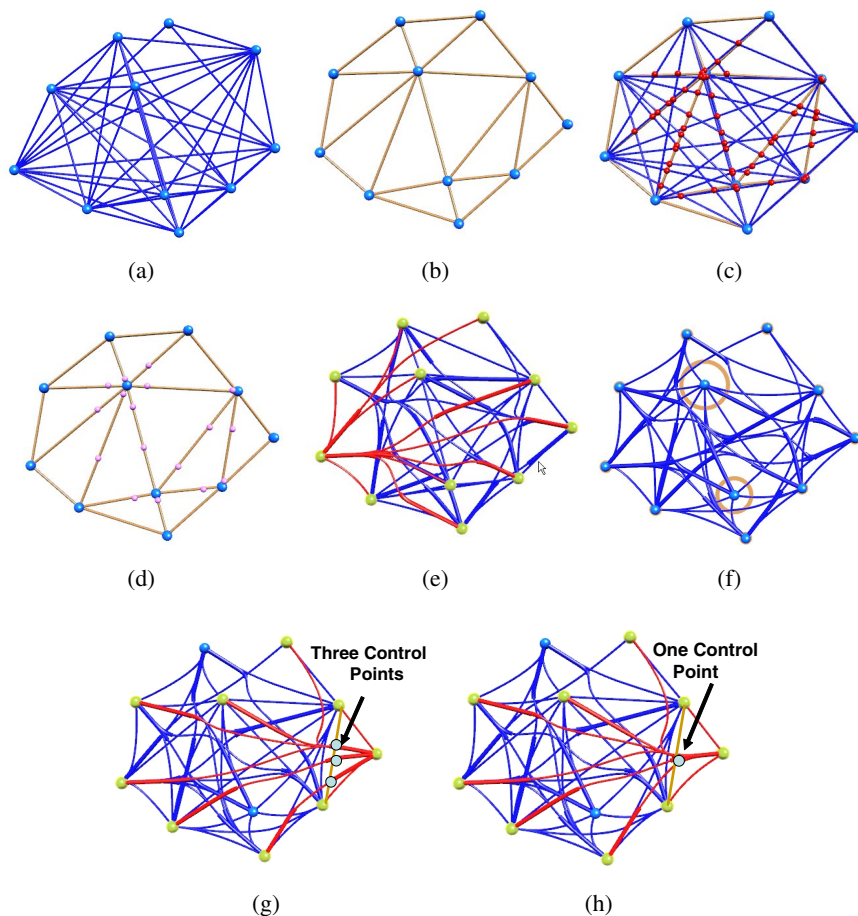 (a)
(b)
(c)
(d)
(e)
(f)
Three Control
Points
One Control
Point
(g)
(h)